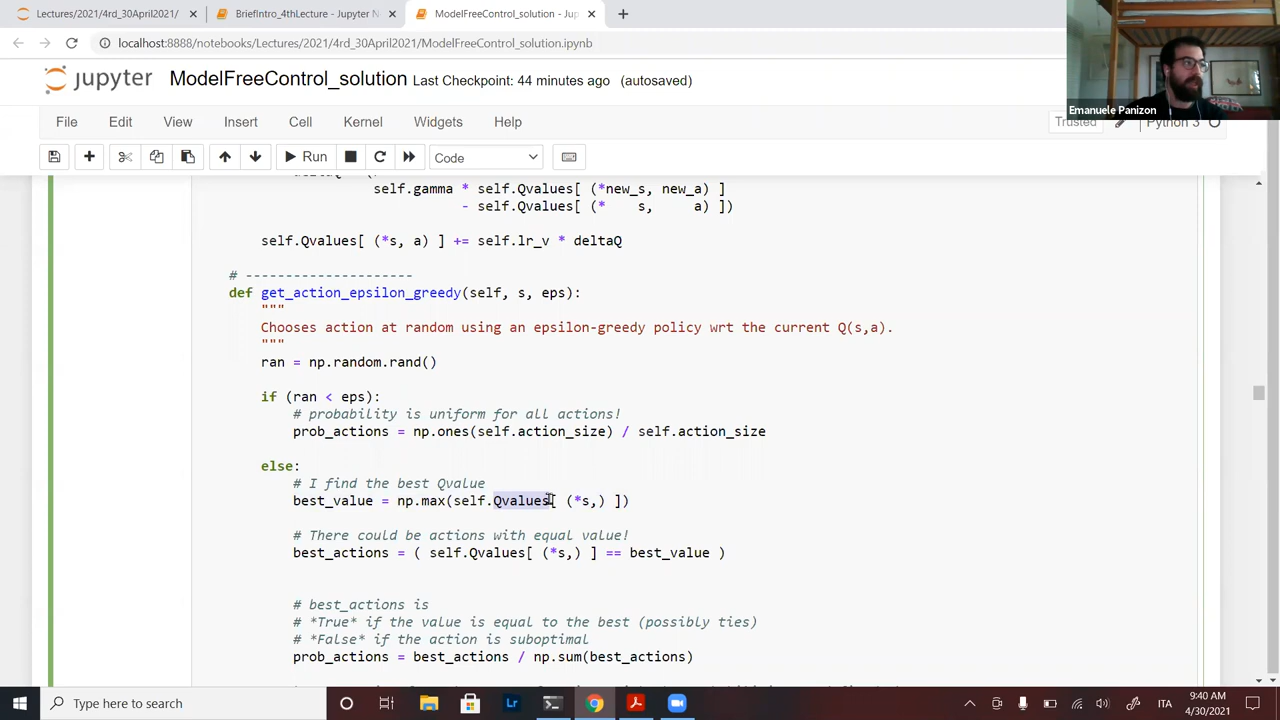 Lectures/2021/4rd_30April2021/
BriefIntro_4thLecture - Jupyter N
ModelFreeControl_solution - Jup
localhost:8888/notebooks/Lectures/2021/4rd_30April2021/ModelFreeControl_solution.ipynb
Emanuele Panizon
jupyter ModelFreeControl_solution Last Checkpoint: 44 minutes ago (autosaved)
File Edit View Insert Cell Kernel Widgets Help
Trusted Python 3
Run Code
self.gamma * self.Qvalues[ (*new_s, new_a) ]
- self.Qvalues[ (* s, a) ])
self.Qvalues[ (*s, a) ] += self.lr_v * deltaQ
# ---------------------
def get_action_epsilon_greedy(self, s, eps):
"""
Chooses action at random using an epsilon-greedy policy wrt the current Q(s,a).
"""
ran = np.random.rand()
if (ran < eps):
# probability is uniform for all actions!
prob_actions = np.ones(self.action_size) / self.action_size
else:
# I find the best Qvalue
best_value = np.max(self.Qvalues[ (*s,) ])
# There could be actions with equal value!
best_actions = ( self.Qvalues[ (*s,) ] == best_value )
# best_actions is
# *True* if the value is equal to the best (possibly ties)
# *False* if the action is suboptimal
prob_actions = best_actions / np.sum(best_actions)
Type here to search
ITA
9:40 AM
4/30/2021